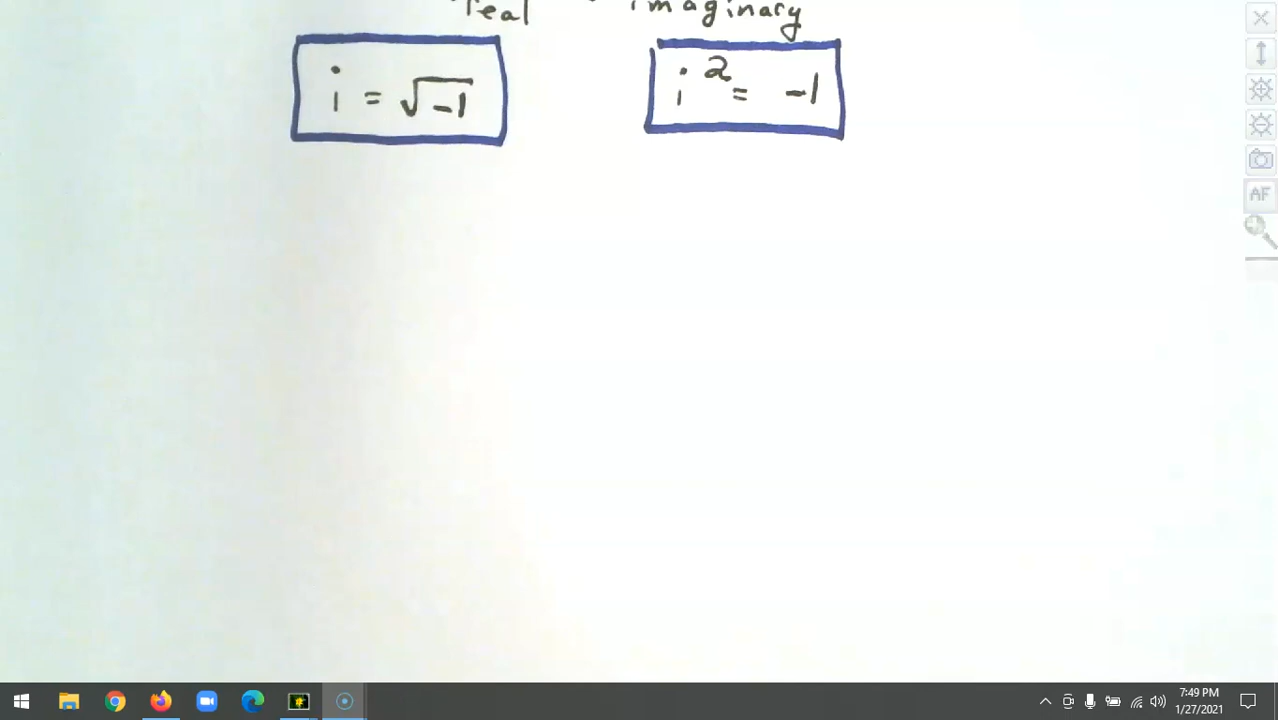 real imaginary
i = √-1 i² = -1
AF
7:49 PM
1/27/2021